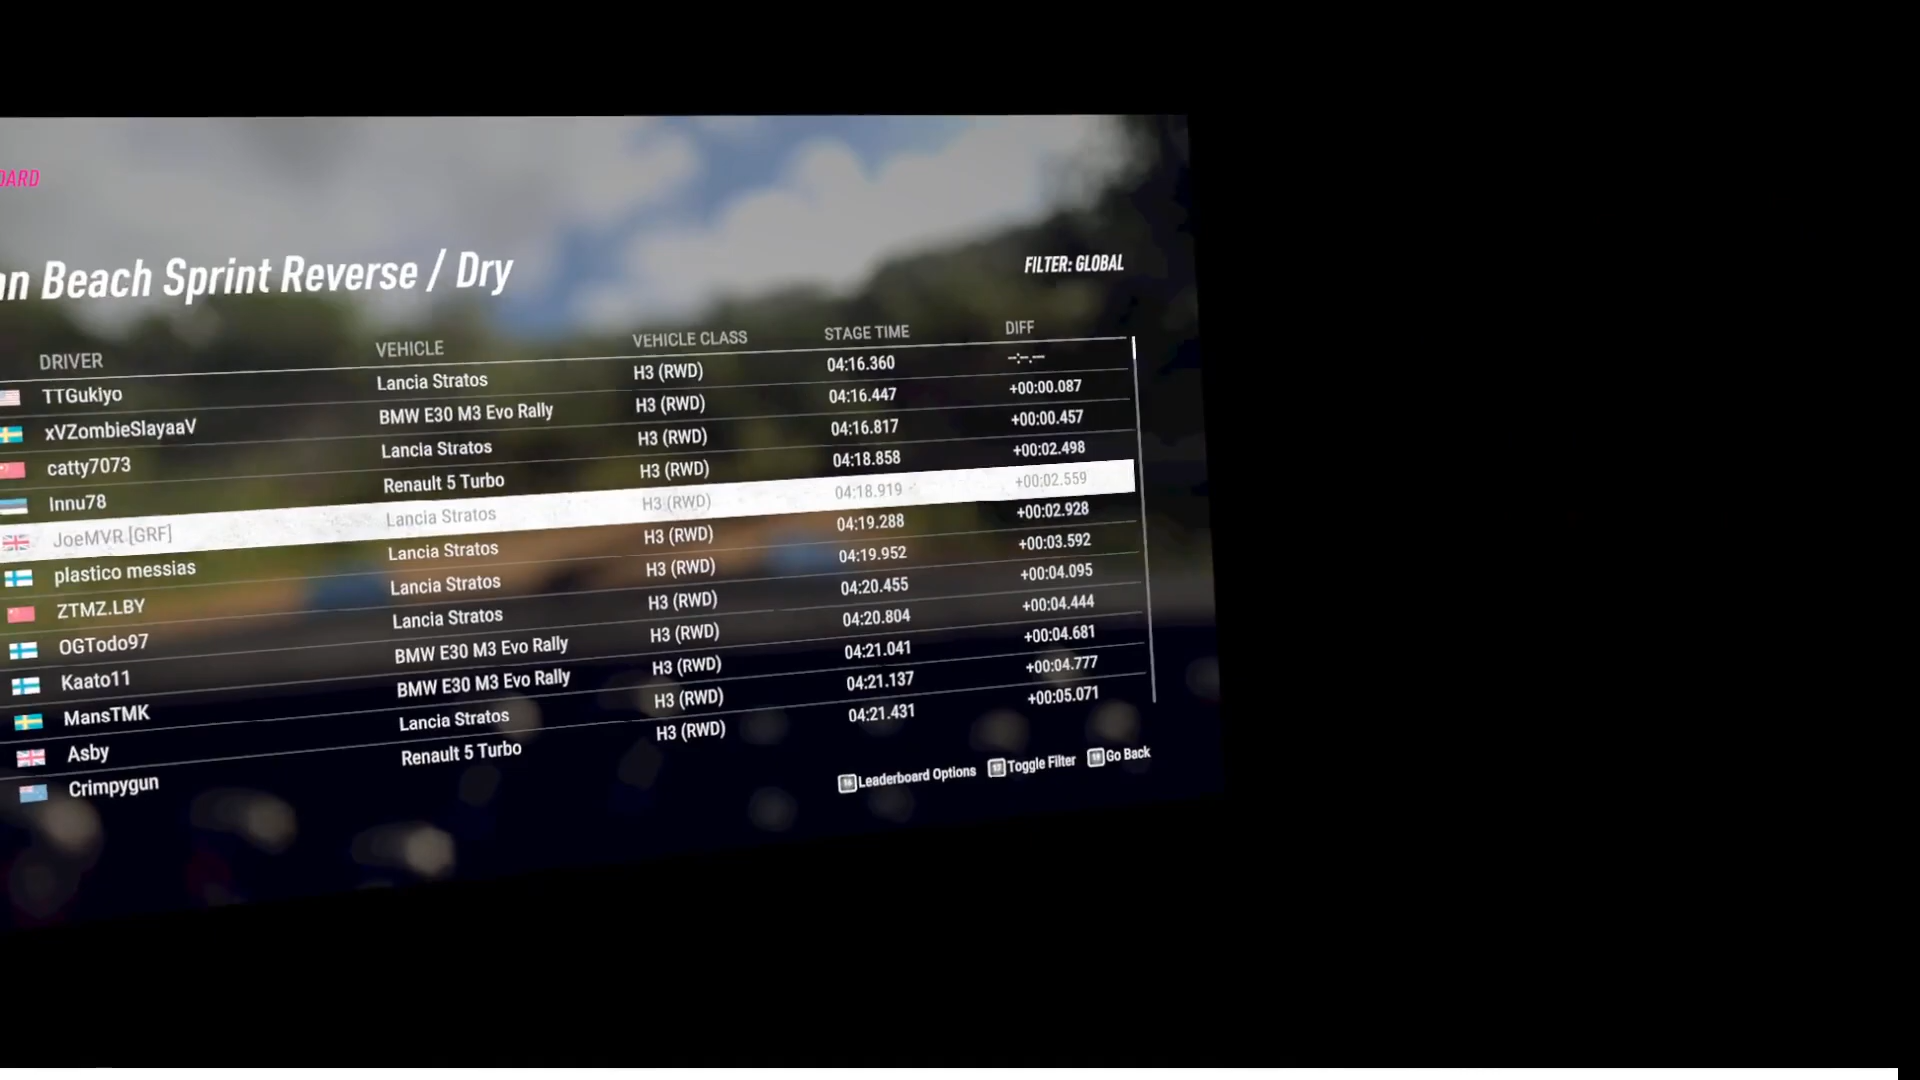 OARD
an Beach Sprint Reverse / Dry
FILTER: GLOBAL
DRIVER VEHICLE VEHICLE CLASS STAGE TIME DIFF
TTGukiyo Lancia Stratos H3 (RWD) 04:16.360 --:--.---
xVZombieSlayaaV BMW E30 M3 Evo Rally H3 (RWD) 04:16.447 +00:00.087
catty7073 Lancia Stratos H3 (RWD) 04:16.817 +00:00.457
Innu78 Renault 5 Turbo H3 (RWD) 04:18.858 +00:02.498
JoeMVR [GRF] Lancia Stratos H3 (RWD) 04:18.919 +00:02.559
plastico messias Lancia Stratos H3 (RWD) 04:19.288 +00:02.928
ZTMZ.LBY Lancia Stratos H3 (RWD) 04:19.952 +00:03.592
OGTodo97 Lancia Stratos H3 (RWD) 04:20.455 +00:04.095
Kaato11 BMW E30 M3 Evo Rally H3 (RWD) 04:20.804 +00:04.444
MansTMK BMW E30 M3 Evo Rally H3 (RWD) 04:21.041 +00:04.681
Asby Lancia Stratos H3 (RWD) 04:21.137 +00:04.777
Crimpygun Renault 5 Turbo H3 (RWD) 04:21.431 +00:05.071
Leaderboard Options Toggle Filter Go Back